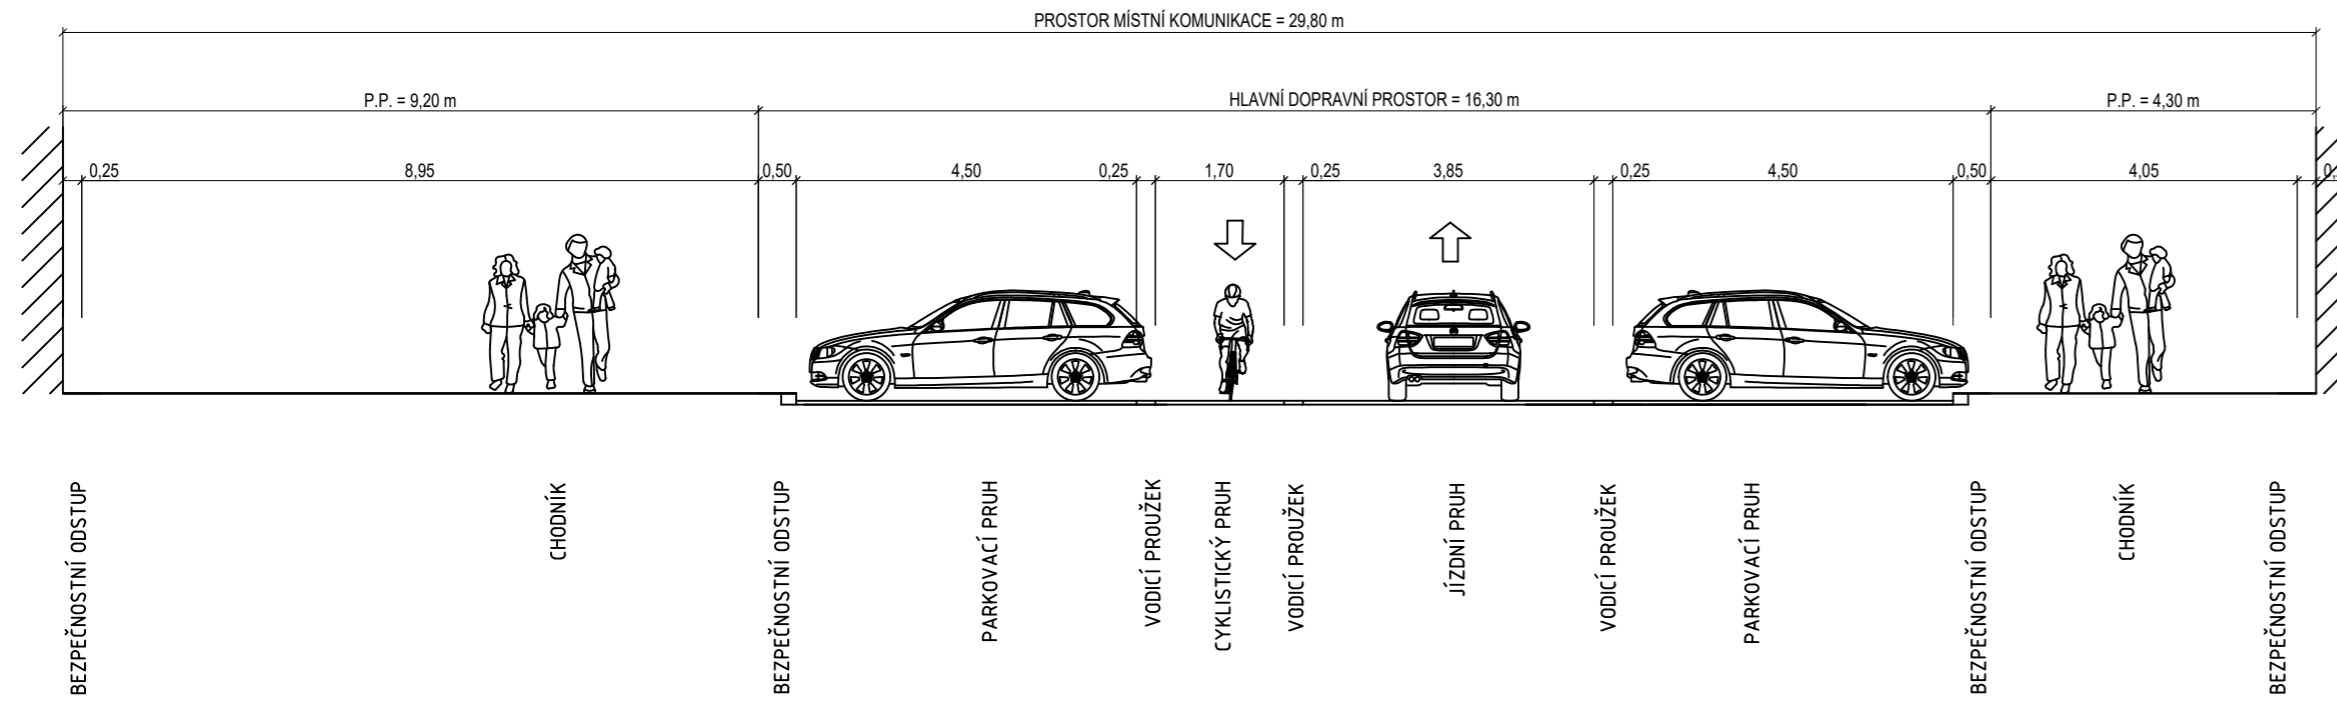 PROSTOR MÍSTNÍ KOMUNIKACE = 29,80 m
P.P. = 9,20 m
HLAVNÍ DOPRAVNÍ PROSTOR = 16,30 m
P.P. = 4,30 m
0,25
8,95
0,50
4,50
0,25
1,70
0,25
3,85
0,25
4,50
0,50
4,05
BEZPEČNOSTNÍ ODSTUP
CHODNÍK
BEZPEČNOSTNÍ ODSTUP
PARKOVACÍ PRUH
VODICÍ PROUŽEK
CYKLISTICKÝ PRUH
VODICÍ PROUŽEK
JÍZDNÍ PRUH
VODICÍ PROUŽEK
PARKOVACÍ PRUH
BEZPEČNOSTNÍ ODSTUP
CHODNÍK
BEZPEČNOSTNÍ ODSTUP